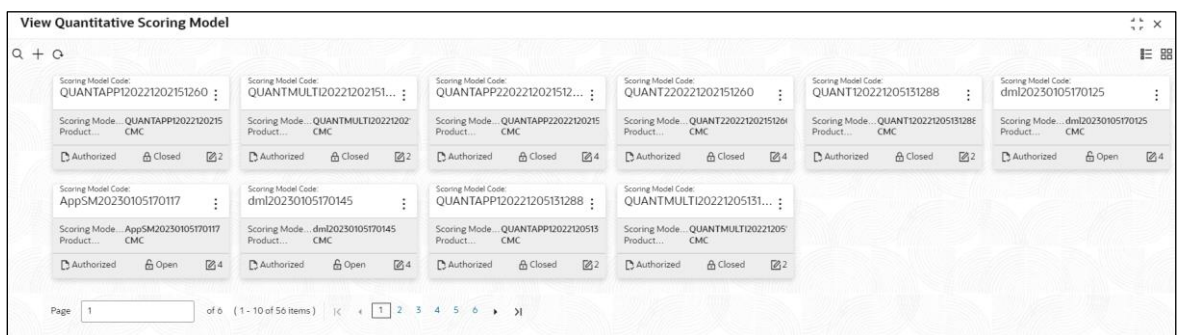 View Quantitative Scoring Model
Scoring Model Code:
QUANTAPP120221202151260
Scoring Mode... QUANTAPP12022120215
Product... CMC
Authorized Closed 2
Scoring Model Code:
QUANTMULTI20221202151...
Scoring Mode... QUANTMULTI20221202
Product... CMC
Authorized Closed 2
Scoring Model Code:
QUANTAPP2202212021512...
Scoring Mode... QUANTAPP22022120215
Product... CMC
Authorized Closed 4
Scoring Model Code:
QUANT220221202151260
Scoring Mode... QUANT22022120215126
Product... CMC
Authorized Closed 4
Scoring Model Code:
QUANT120221205131288
Scoring Mode... QUANT120221205131288
Product... CMC
Authorized Closed 2
Scoring Model Code:
dml20230105170125
Scoring Mode... dml20230105170125
Product... CMC
Authorized Open 4
Scoring Model Code:
AppSM20230105170117
Scoring Mode... AppSM20230105170117
Product... CMC
Authorized Open 4
Scoring Model Code:
dml20230105170145
Scoring Mode... dml20230105170145
Product... CMC
Authorized Open 4
Scoring Model Code:
QUANTAPP120221205131288
Scoring Mode... QUANTAPP12022120513
Product... CMC
Authorized Closed 2
Scoring Model Code:
QUANTMULTI20221205131...
Scoring Mode... QUANTMULTI20221205
Product... CMC
Authorized Closed 2
Page 1 of 6 (1 - 10 of 56 items) 1 2 3 4 5 6